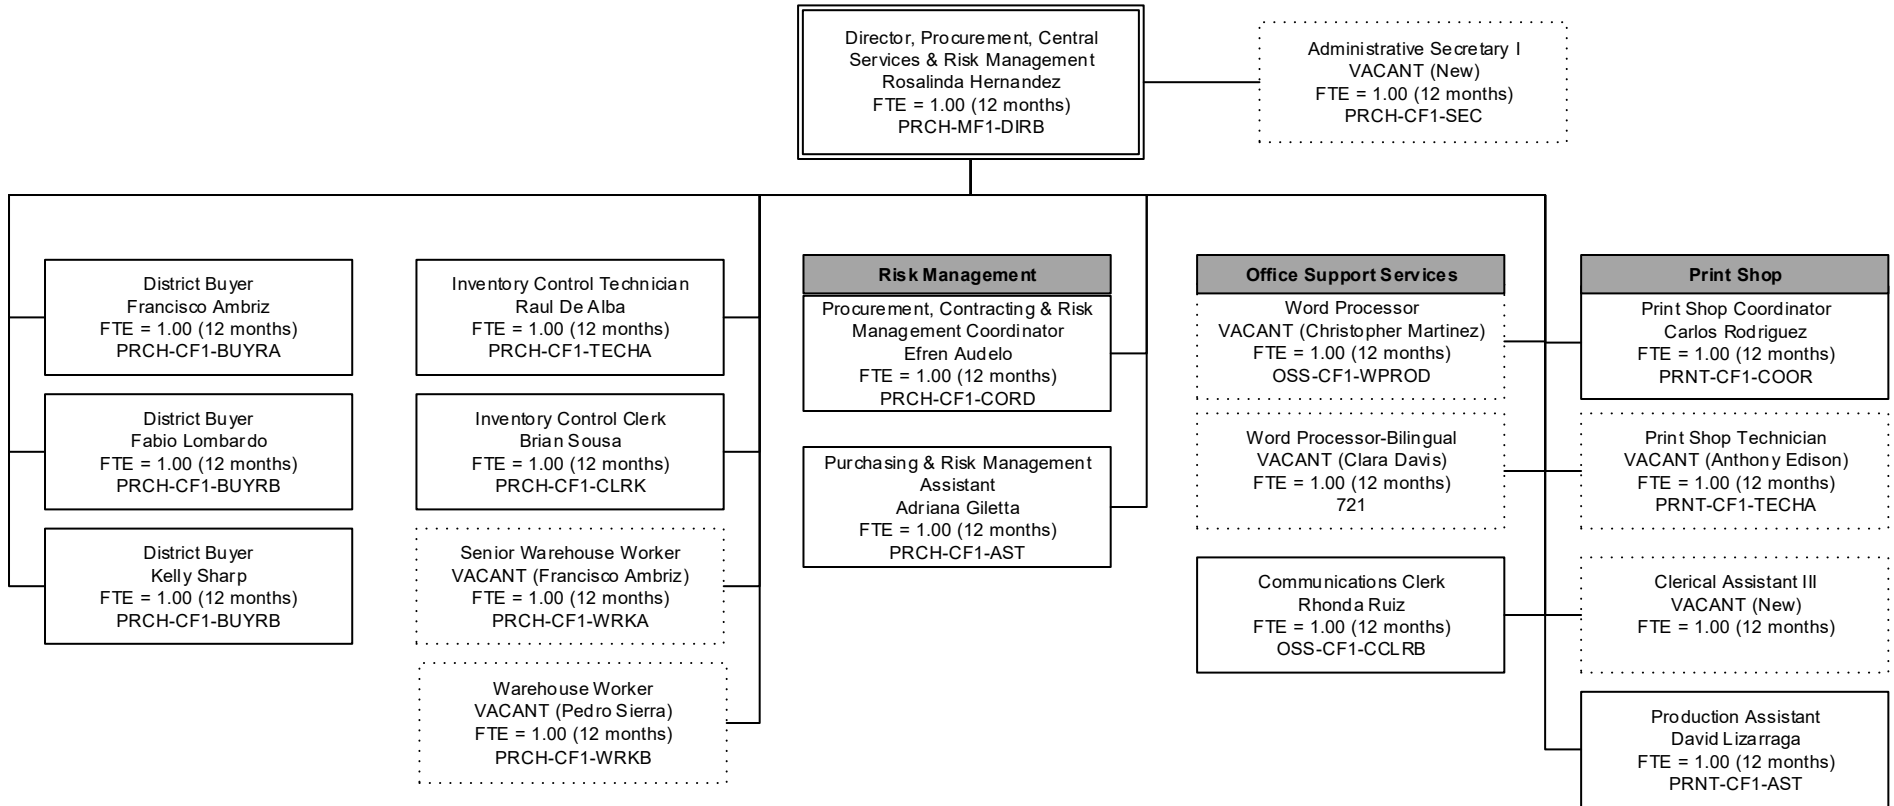 Director, Procurement, Central
Services & Risk Management
Rosalinda Hernandez
FTE = 1.00 (12 months)
PRCH-MF1-DIRB
Administrative Secretary I
VACANT (New)
FTE = 1.00 (12 months)
PRCH-CF1-SEC
District Buyer
Francisco Ambriz
FTE = 1.00 (12 months)
PRCH-CF1-BUYRA
District Buyer
Fabio Lombardo
FTE = 1.00 (12 months)
PRCH-CF1-BUYRB
District Buyer
Kelly Sharp
FTE = 1.00 (12 months)
PRCH-CF1-BUYRB
Inventory Control Technician
Raul De Alba
FTE = 1.00 (12 months)
PRCH-CF1-TECHA
Inventory Control Clerk
Brian Sousa
FTE = 1.00 (12 months)
PRCH-CF1-CLRK
Senior Warehouse Worker
VACANT (Francisco Ambriz)
FTE = 1.00 (12 months)
PRCH-CF1-WRKA
Warehouse Worker
VACANT (Pedro Sierra)
FTE = 1.00 (12 months)
PRCH-CF1-WRKB
Risk Management
Procurement, Contracting & Risk
Management Coordinator
Efren Audelo
FTE = 1.00 (12 months)
PRCH-CF1-CORD
Purchasing & Risk Management
Assistant
Adriana Giletta
FTE = 1.00 (12 months)
PRCH-CF1-AST
Office Support Services
Word Processor
VACANT (Christopher Martinez)
FTE = 1.00 (12 months)
OSS-CF1-WPROD
Word Processor-Bilingual
VACANT (Clara Davis)
FTE = 1.00 (12 months)
721
Communications Clerk
Rhonda Ruiz
FTE = 1.00 (12 months)
OSS-CF1-CCLRB
Print Shop
Print Shop Coordinator
Carlos Rodriguez
FTE = 1.00 (12 months)
PRNT-CF1-COOR
Print Shop Technician
VACANT (Anthony Edison)
FTE = 1.00 (12 months)
PRNT-CF1-TECHA
Clerical Assistant III
VACANT (New)
FTE = 1.00 (12 months)
Production Assistant
David Lizarraga
FTE = 1.00 (12 months)
PRNT-CF1-AST